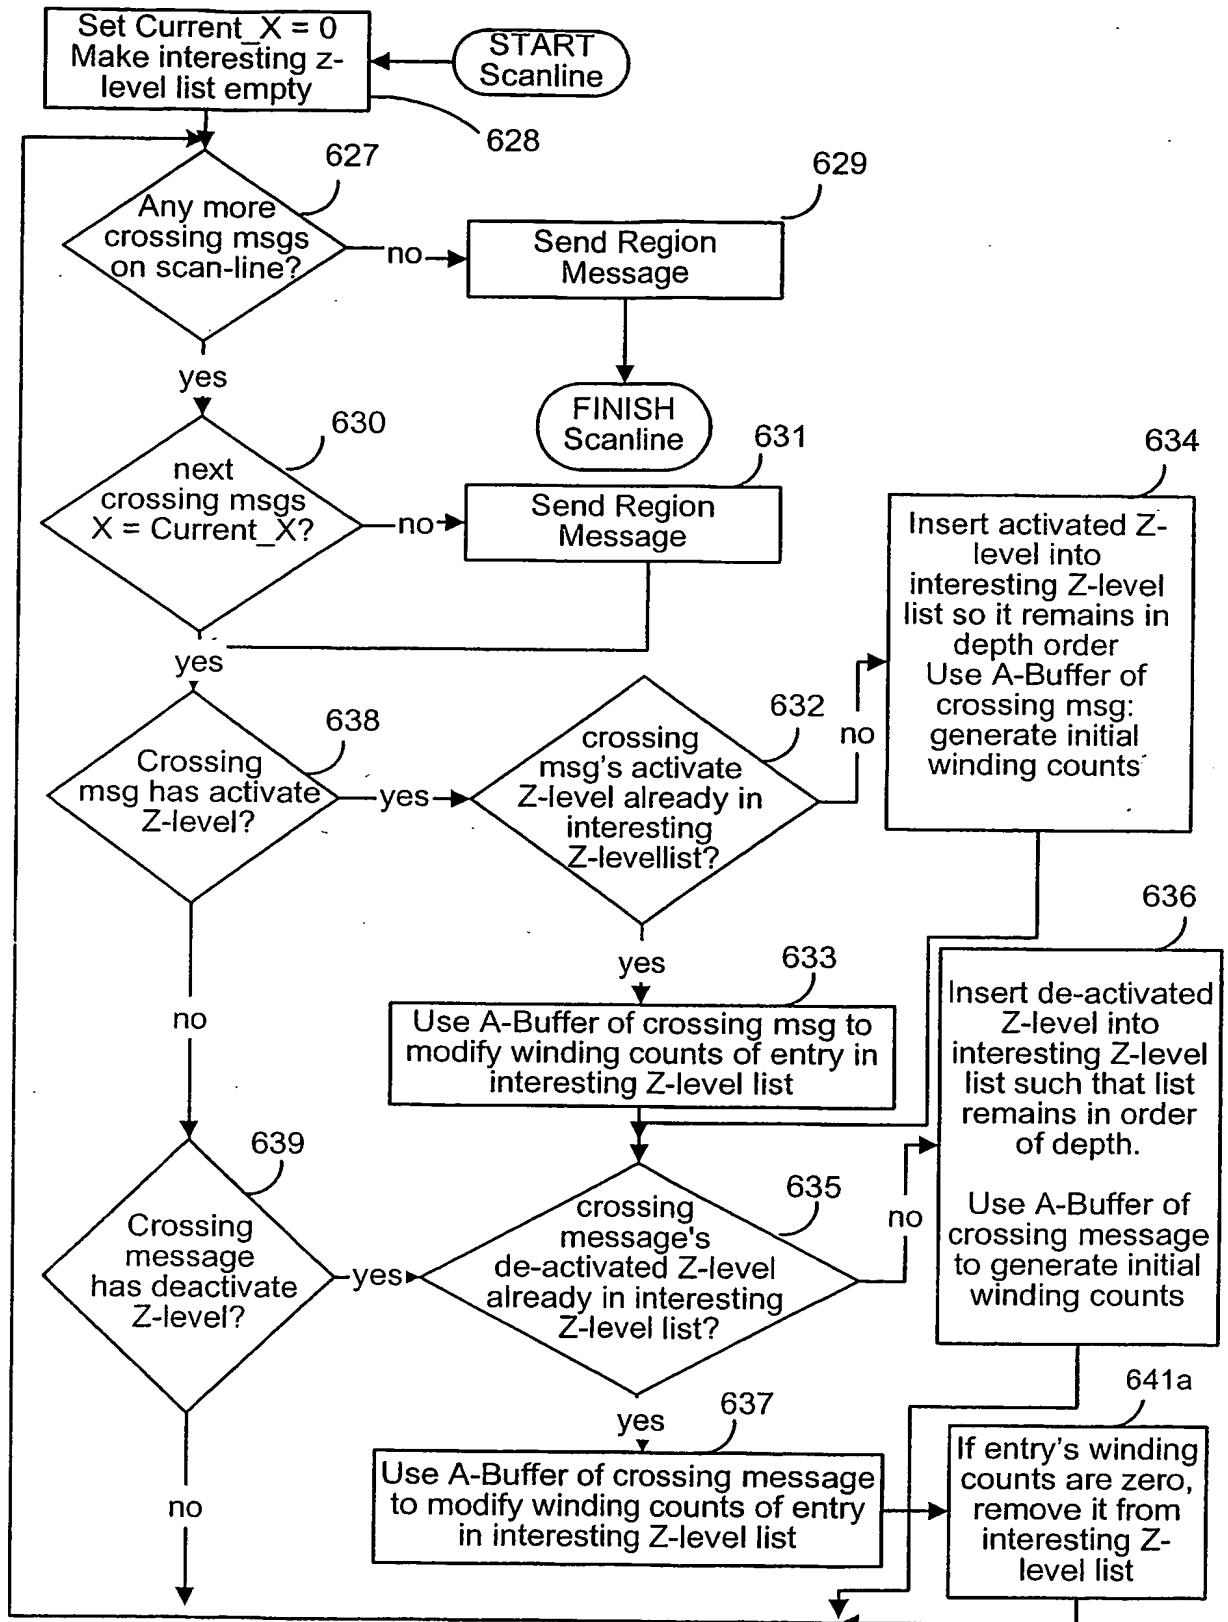 Set Current_X = 0
Make interesting z-
level list empty
START
Scanline
628
627
Any more
crossing msgs
on scan-line?
no
629
Send Region
Message
yes
FINISH
Scanline
630
next
crossing msgs
X = Current_X?
no
631
Send Region
Message
634
Insert activated Z-
level into
interesting Z-level
list so it remains in
depth order
Use A-Buffer of
crossing msg:
generate initial
winding counts
yes
638
Crossing
msg has activate
Z-level?
yes
632
crossing
msg's activate
Z-level already in
interesting
Z-levellist?
no
yes
633
Use A-Buffer of crossing msg to
modify winding counts of entry in
interesting Z-level list
636
Insert de-activated
Z-level into
interesting Z-level
list such that list
remains in order
of depth.
Use A-Buffer of
crossing message
to generate initial
winding counts
no
639
Crossing
message
has deactivate
Z-level?
yes
635
crossing
message's
de-activated Z-level
already in interesting
Z-level list?
no
yes
637
Use A-Buffer of crossing message
to modify winding counts of entry
in interesting Z-level list
641a
If entry's winding
counts are zero,
remove it from
interesting Z-
level list
no